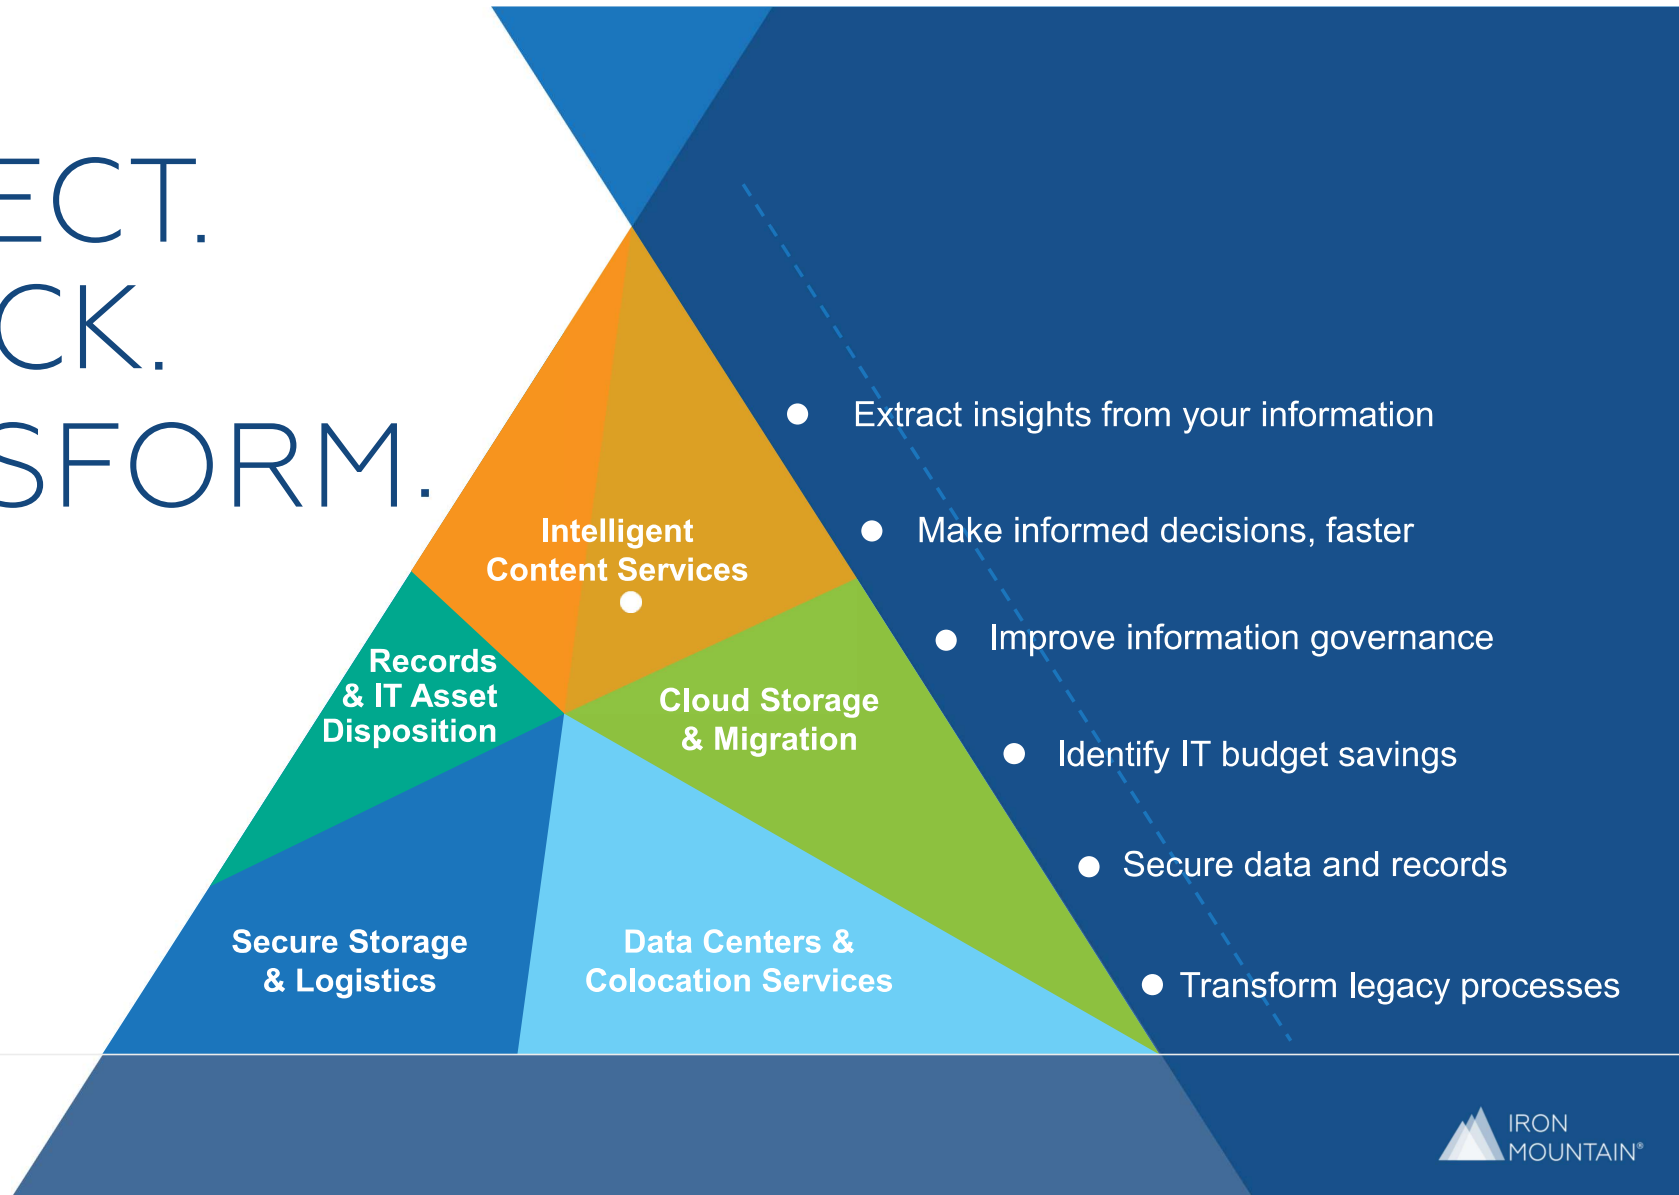 ECT.
CK.
SFORM.
Extract insights from your information
Make informed decisions, faster
Improve information governance
Identify IT budget savings
Secure data and records
Transform legacy processes
Intelligent
Content Services
Records
& IT Asset
Disposition
Cloud Storage
& Migration
Secure Storage
& Logistics
Data Centers &
Colocation Services
IRON
MOUNTAIN®